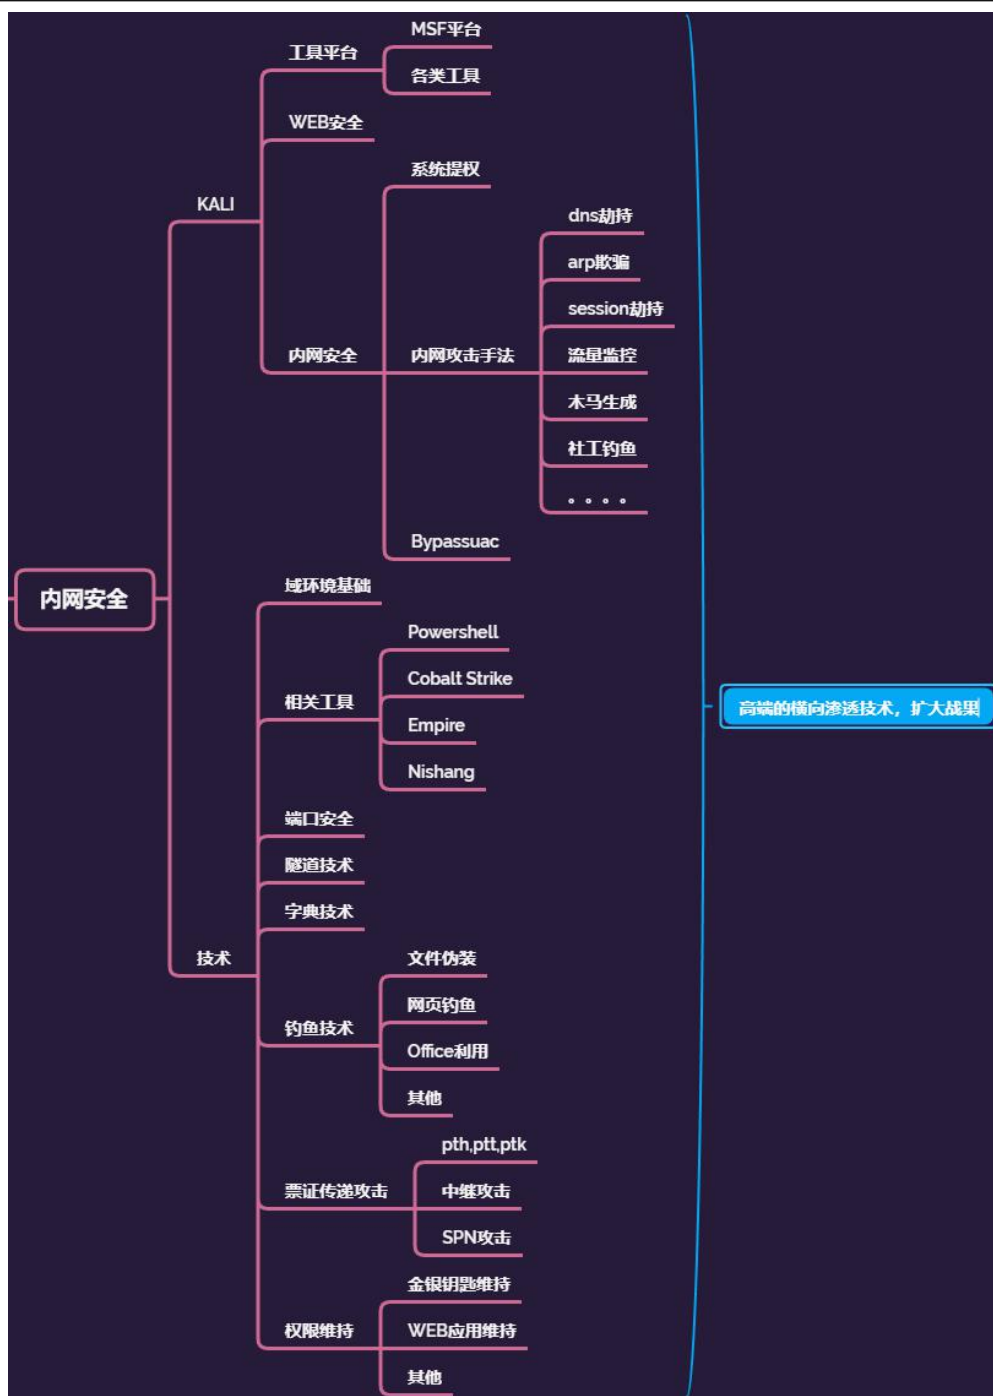 MSF平台
工具平台
各类工具
WEB安全
系统提权
KALI
dns劫持
arp欺骗
session劫持
内网安全
内网攻击手法
流量监控
木马生成
社工钓鱼
。。。。
Bypassuac
内网安全
域环境基础
Powershell
相关工具
Cobalt Strike
Empire
Nishang
高端的横向渗透技术，扩大战果
端口安全
隧道技术
字典技术
技术
文件伪装
钓鱼技术
网页钓鱼
Office利用
其他
pth,ptt,ptk
票证传递攻击
中继攻击
SPN攻击
金银钥匙维持
权限维持
WEB应用维持
其他